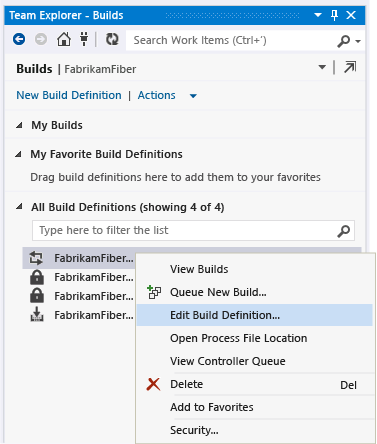 Team Explorer - Builds
Search Work Items (Ctrl+')
Builds | FabrikamFiber
New Build Definition | Actions
My Builds
My Favorite Build Definitions
Drag build definitions here to add them to your favorites
All Build Definitions (showing 4 of 4)
Type here to filter the list
FabrikamFiber...
FabrikamFiber...
FabrikamFiber...
FabrikamFiber...
View Builds
Queue New Build...
Edit Build Definition...
Open Process File Location
View Controller Queue
Delete Del
Add to Favorites
Security...